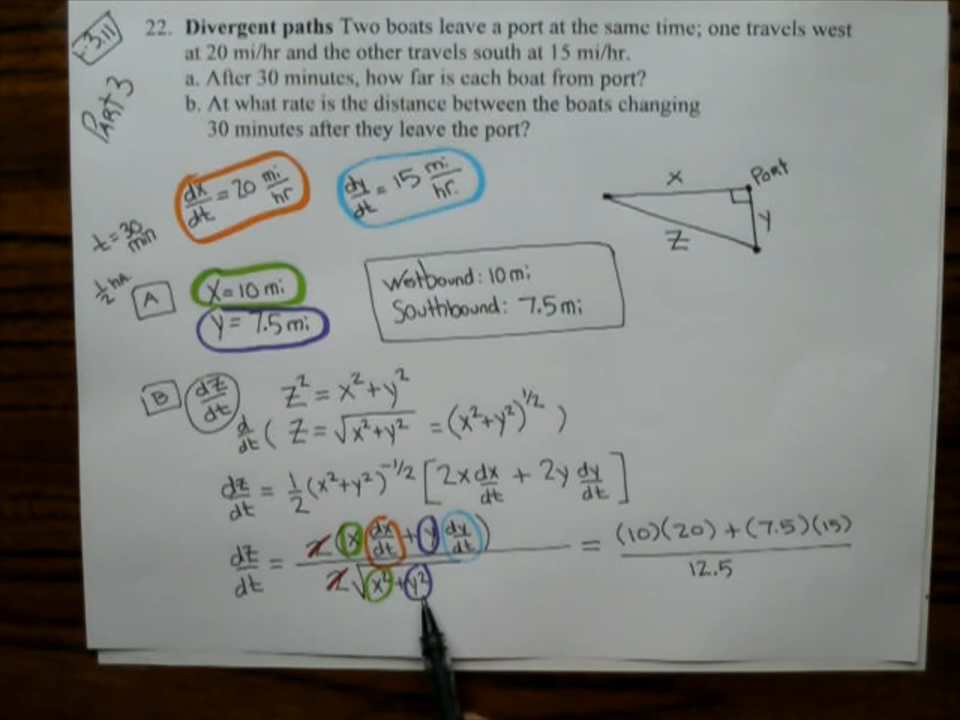 3.11
PART 3
22. Divergent paths Two boats leave a port at the same time; one travels west
at 20 mi/hr and the other travels south at 15 mi/hr.
a. After 30 minutes, how far is each boat from port?
b. At what rate is the distance between the boats changing
30 minutes after they leave the port?
dx/dt = 20 mi/hr
dy/dt = 15 mi/hr.
x
Port
y
z
t = 30 min
1/2 hr.
A
x = 10 mi
y = 7.5 mi
Westbound: 10 mi
Southbound: 7.5 mi
B dz/dt z² = x² + y²
d/dt ( z = √(x²+y²) = (x²+y²)^1/2 )
dz/dt = 1/2 (x²+y²)^-1/2 [2x dx/dt + 2y dy/dt]
dz/dt = 2(x dx/dt + y dy/dt) / 2√(x²+y²) = (10)(20) + (7.5)(15) / 12.5